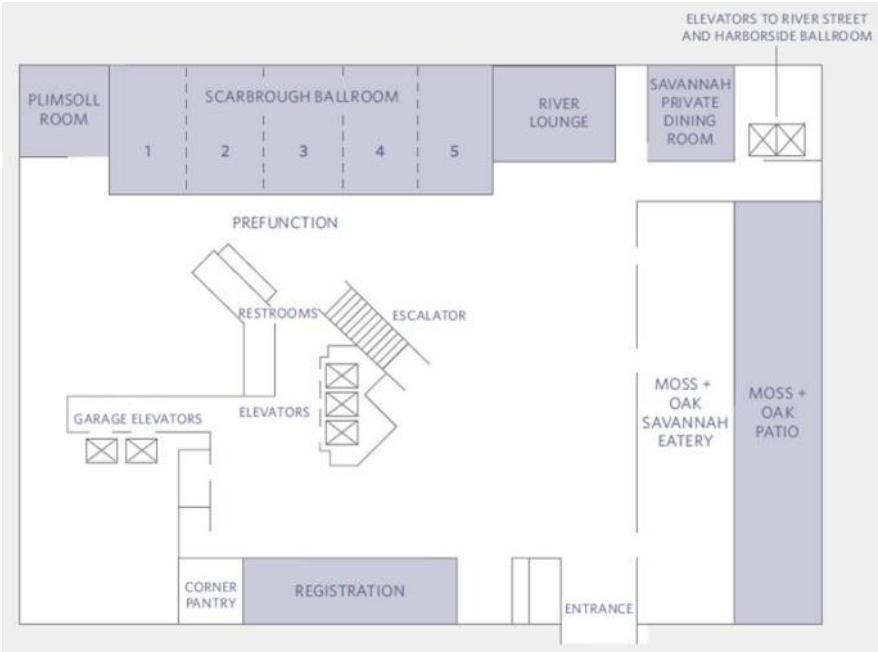 ELEVATORS TO RIVER STREET
AND HARBORSIDE BALLROOM
PLIMSOLL
ROOM
SCARBROUGH BALLROOM
1 2 3 4 5
RIVER
LOUNGE
SAVANNAH
PRIVATE
DINING
ROOM
PREFUNCTION
RESTROOMS
ESCALATOR
GARAGE ELEVATORS
ELEVATORS
MOSS +
OAK
SAVANNAH
EATERY
MOSS +
OAK
PATIO
CORNER
PANTRY
REGISTRATION
ENTRANCE